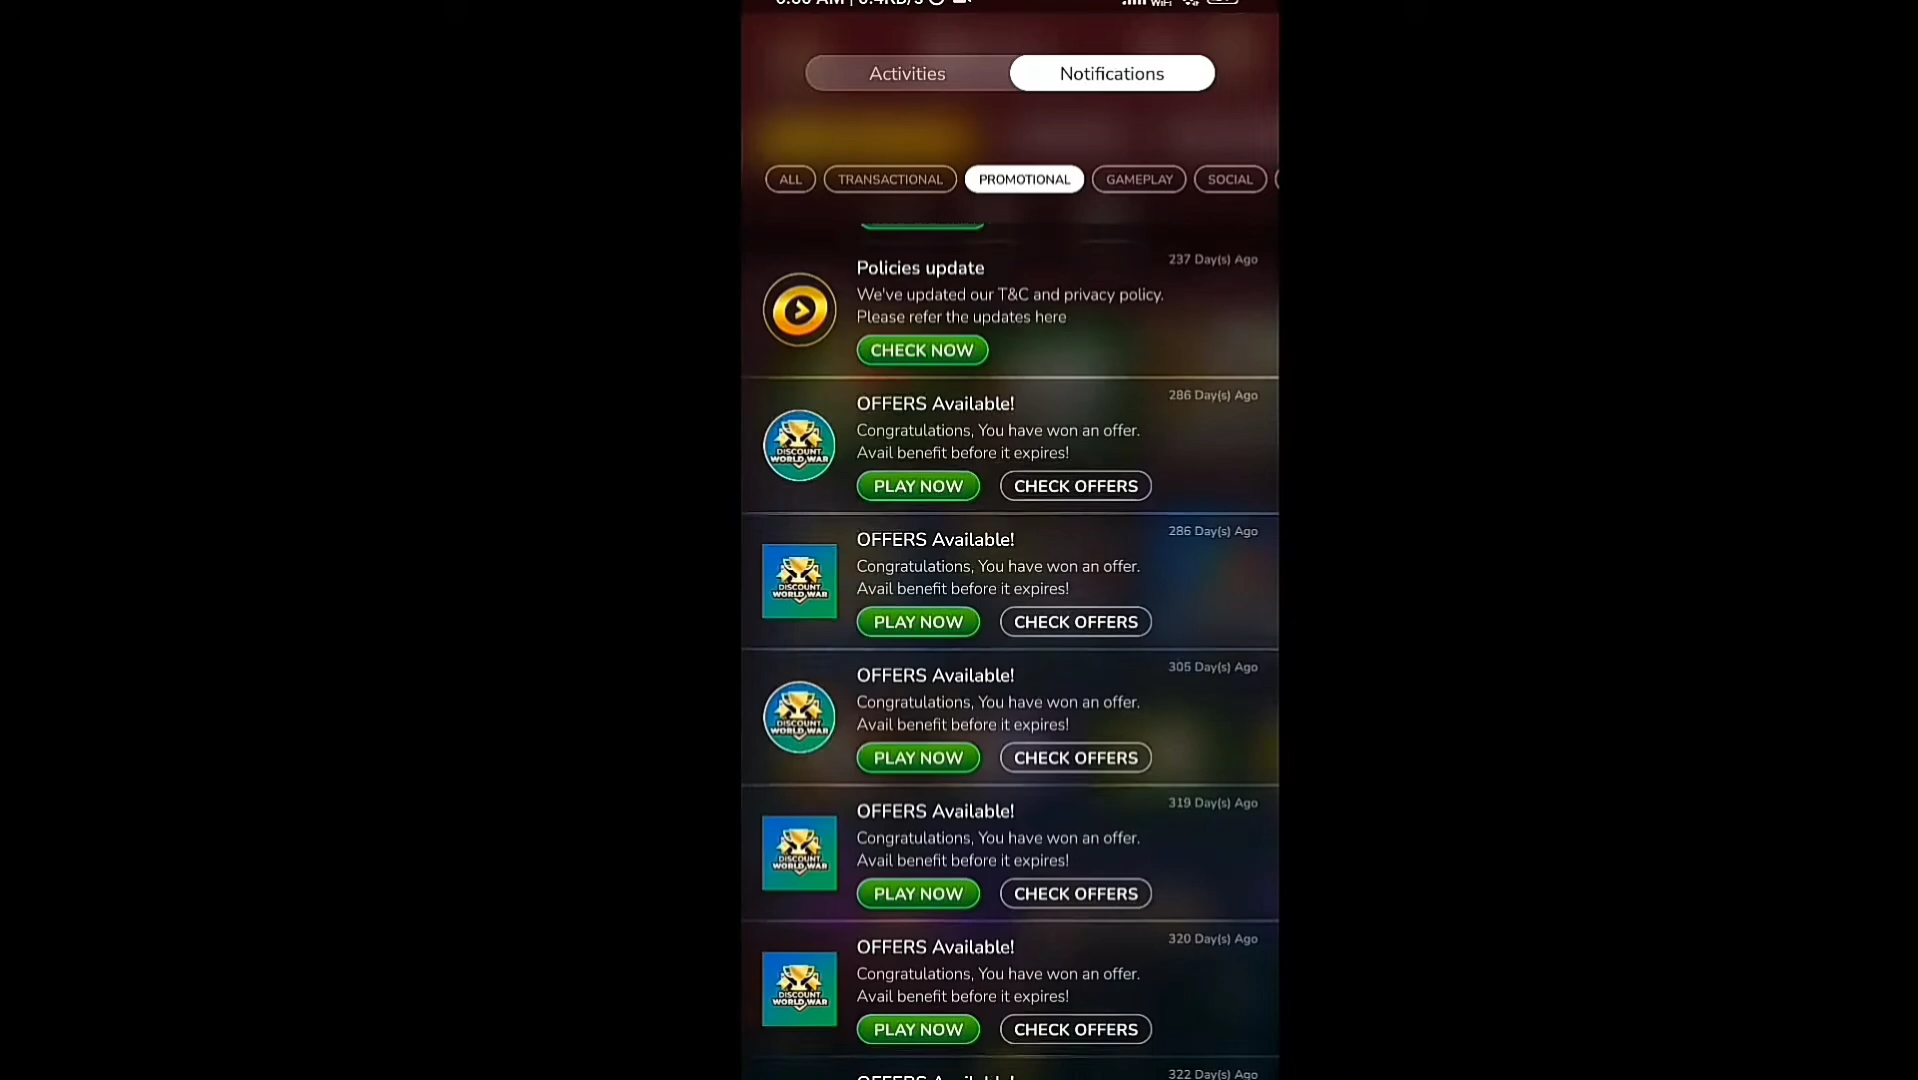 Activities
Notifications
ALL
TRANSACTIONAL
PROMOTIONAL
GAMEPLAY
SOCIAL
Policies update
237 Day(s) Ago
We've updated our T&C and privacy policy.
Please refer the updates here
CHECK NOW
OFFERS Available!
286 Day(s) Ago
Congratulations, You have won an offer.
Avail benefit before it expires!
DISCOUNT
WORLD WAR
PLAY NOW
CHECK OFFERS
OFFERS Available!
286 Day(s) Ago
Congratulations, You have won an offer.
Avail benefit before it expires!
DISCOUNT
WORLD WAR
PLAY NOW
CHECK OFFERS
OFFERS Available!
305 Day(s) Ago
Congratulations, You have won an offer.
Avail benefit before it expires!
DISCOUNT
WORLD WAR
PLAY NOW
CHECK OFFERS
OFFERS Available!
319 Day(s) Ago
Congratulations, You have won an offer.
Avail benefit before it expires!
DISCOUNT
WORLD WAR
PLAY NOW
CHECK OFFERS
OFFERS Available!
320 Day(s) Ago
Congratulations, You have won an offer.
Avail benefit before it expires!
DISCOUNT
WORLD WAR
PLAY NOW
CHECK OFFERS
322 Day(s) Ago